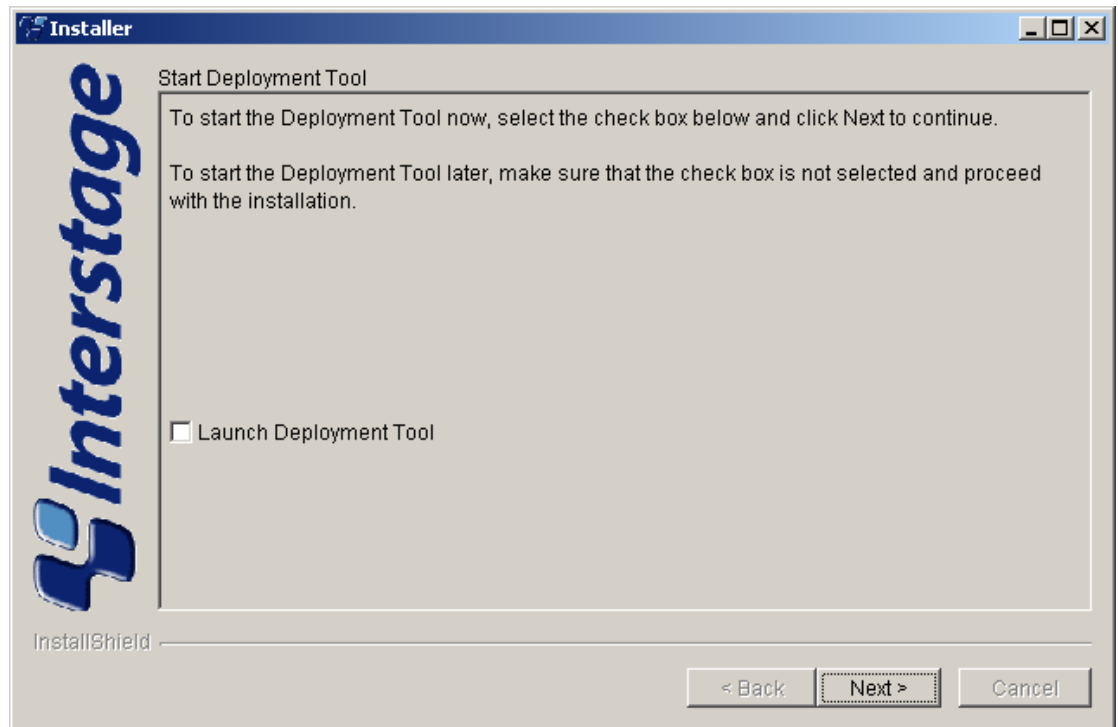 Installer
Interstage
Start Deployment Tool
To start the Deployment Tool now, select the check box below and click Next to continue.
To start the Deployment Tool later, make sure that the check box is not selected and proceed
with the installation.
Launch Deployment Tool
InstallShield
< Back
Next >
Cancel